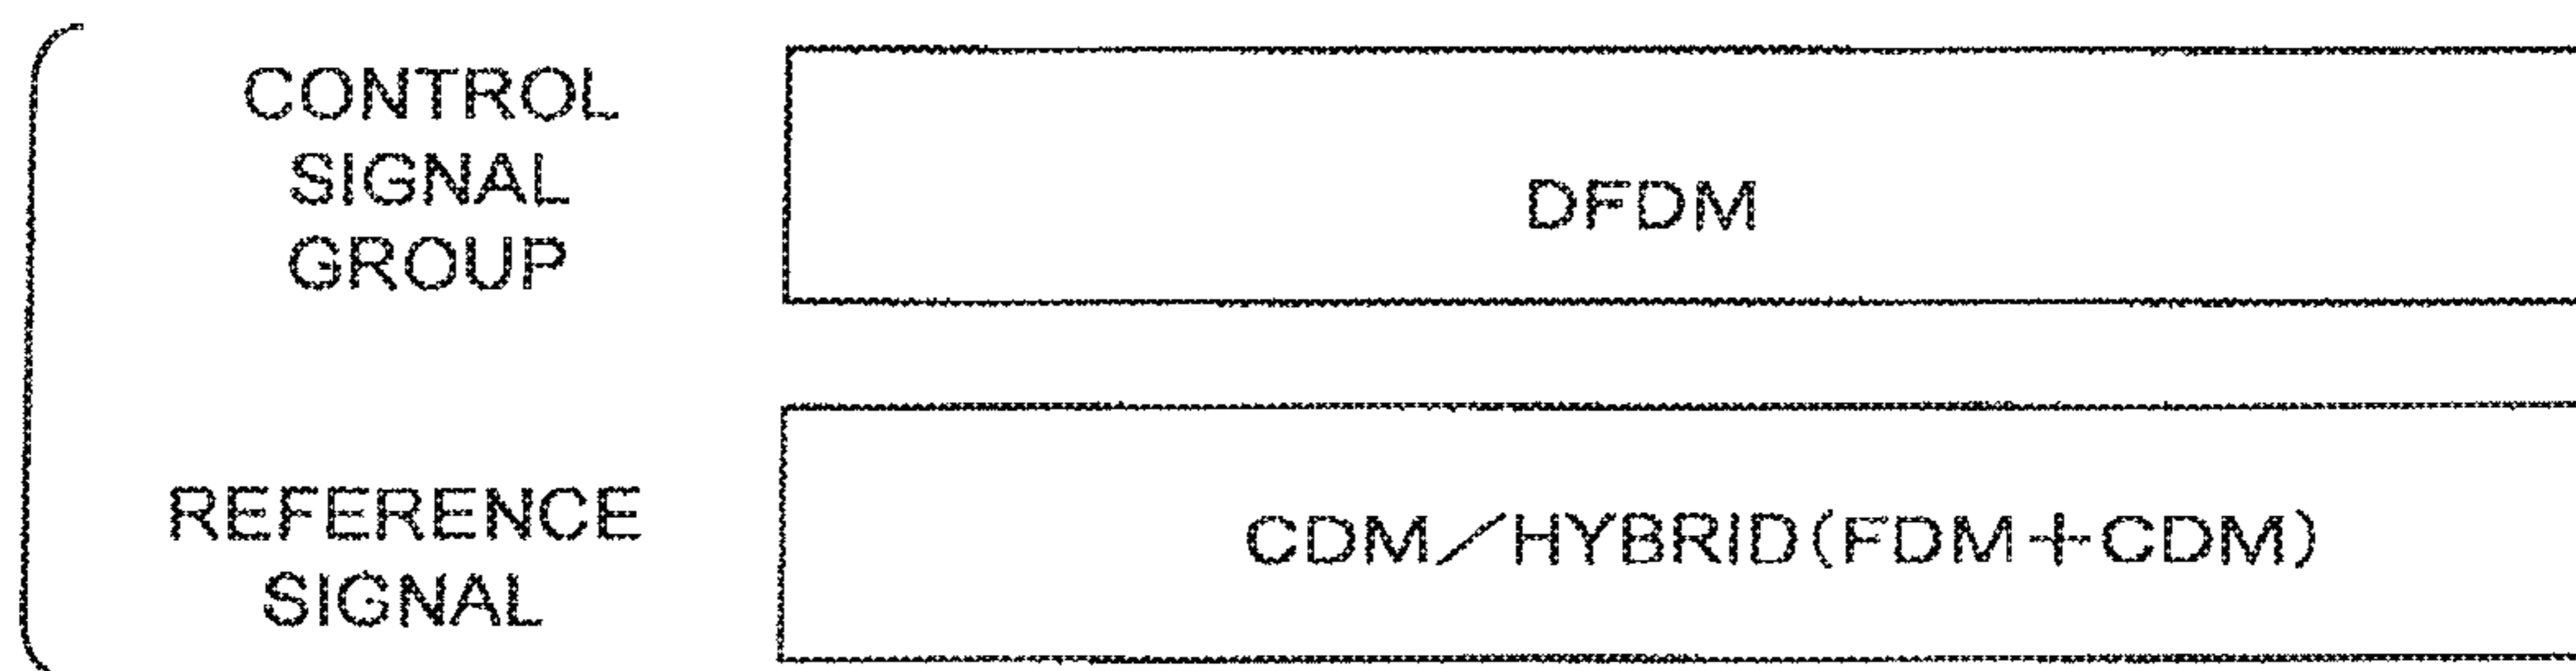 CONTROL
SIGNAL
GROUP
DFDM
REFERENCE
SIGNAL
CDM/HYBRID(FDM+CDM)